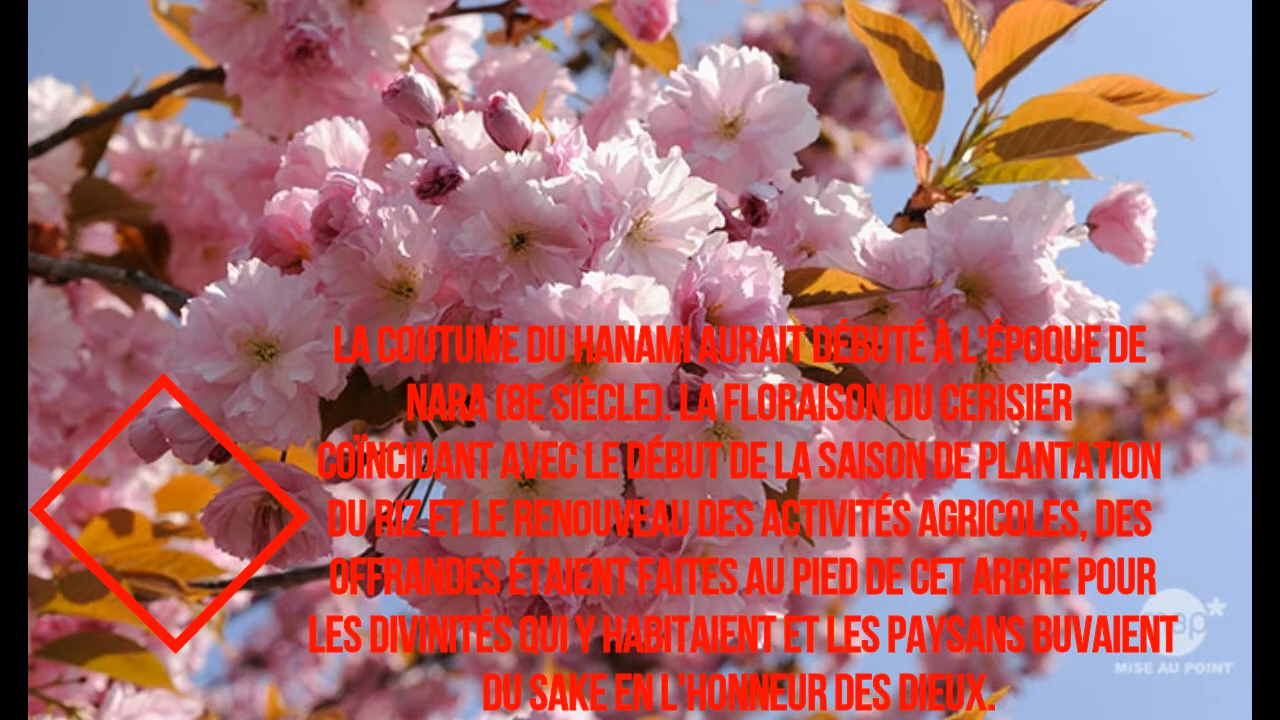 LA COUTUME DU HANAMI AURAIT DÉBUTÉ À L'ÉPOQUE DE
NARA (8E SIÈCLE). LA FLORAISON DU CERISIER
COÏNCIDANT AVEC LE DÉBUT DE LA SAISON DE PLANTATION
DU RIZ ET LE RENOUVEAU DES ACTIVITÉS AGRICOLES, DES
OFFRANDES ÉTAIENT FAITES AU PIED DE CET ARBRE POUR
LES DIVINITÉS QUI Y HABITAIENT ET LES PAYSANS BUVAIENT
DU SAKE EN L'HONNEUR DES DIEUX.
MISE AU POINT